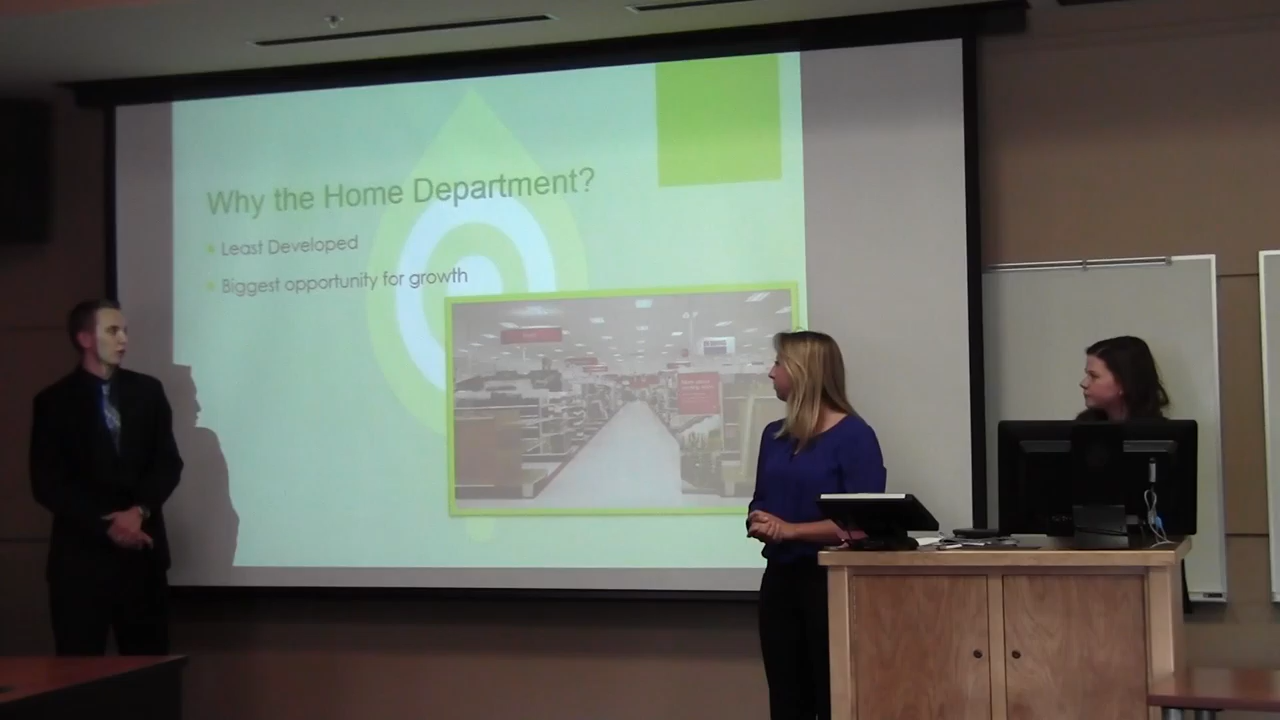 Why the Home Department?
Least Developed
Biggest opportunity for growth